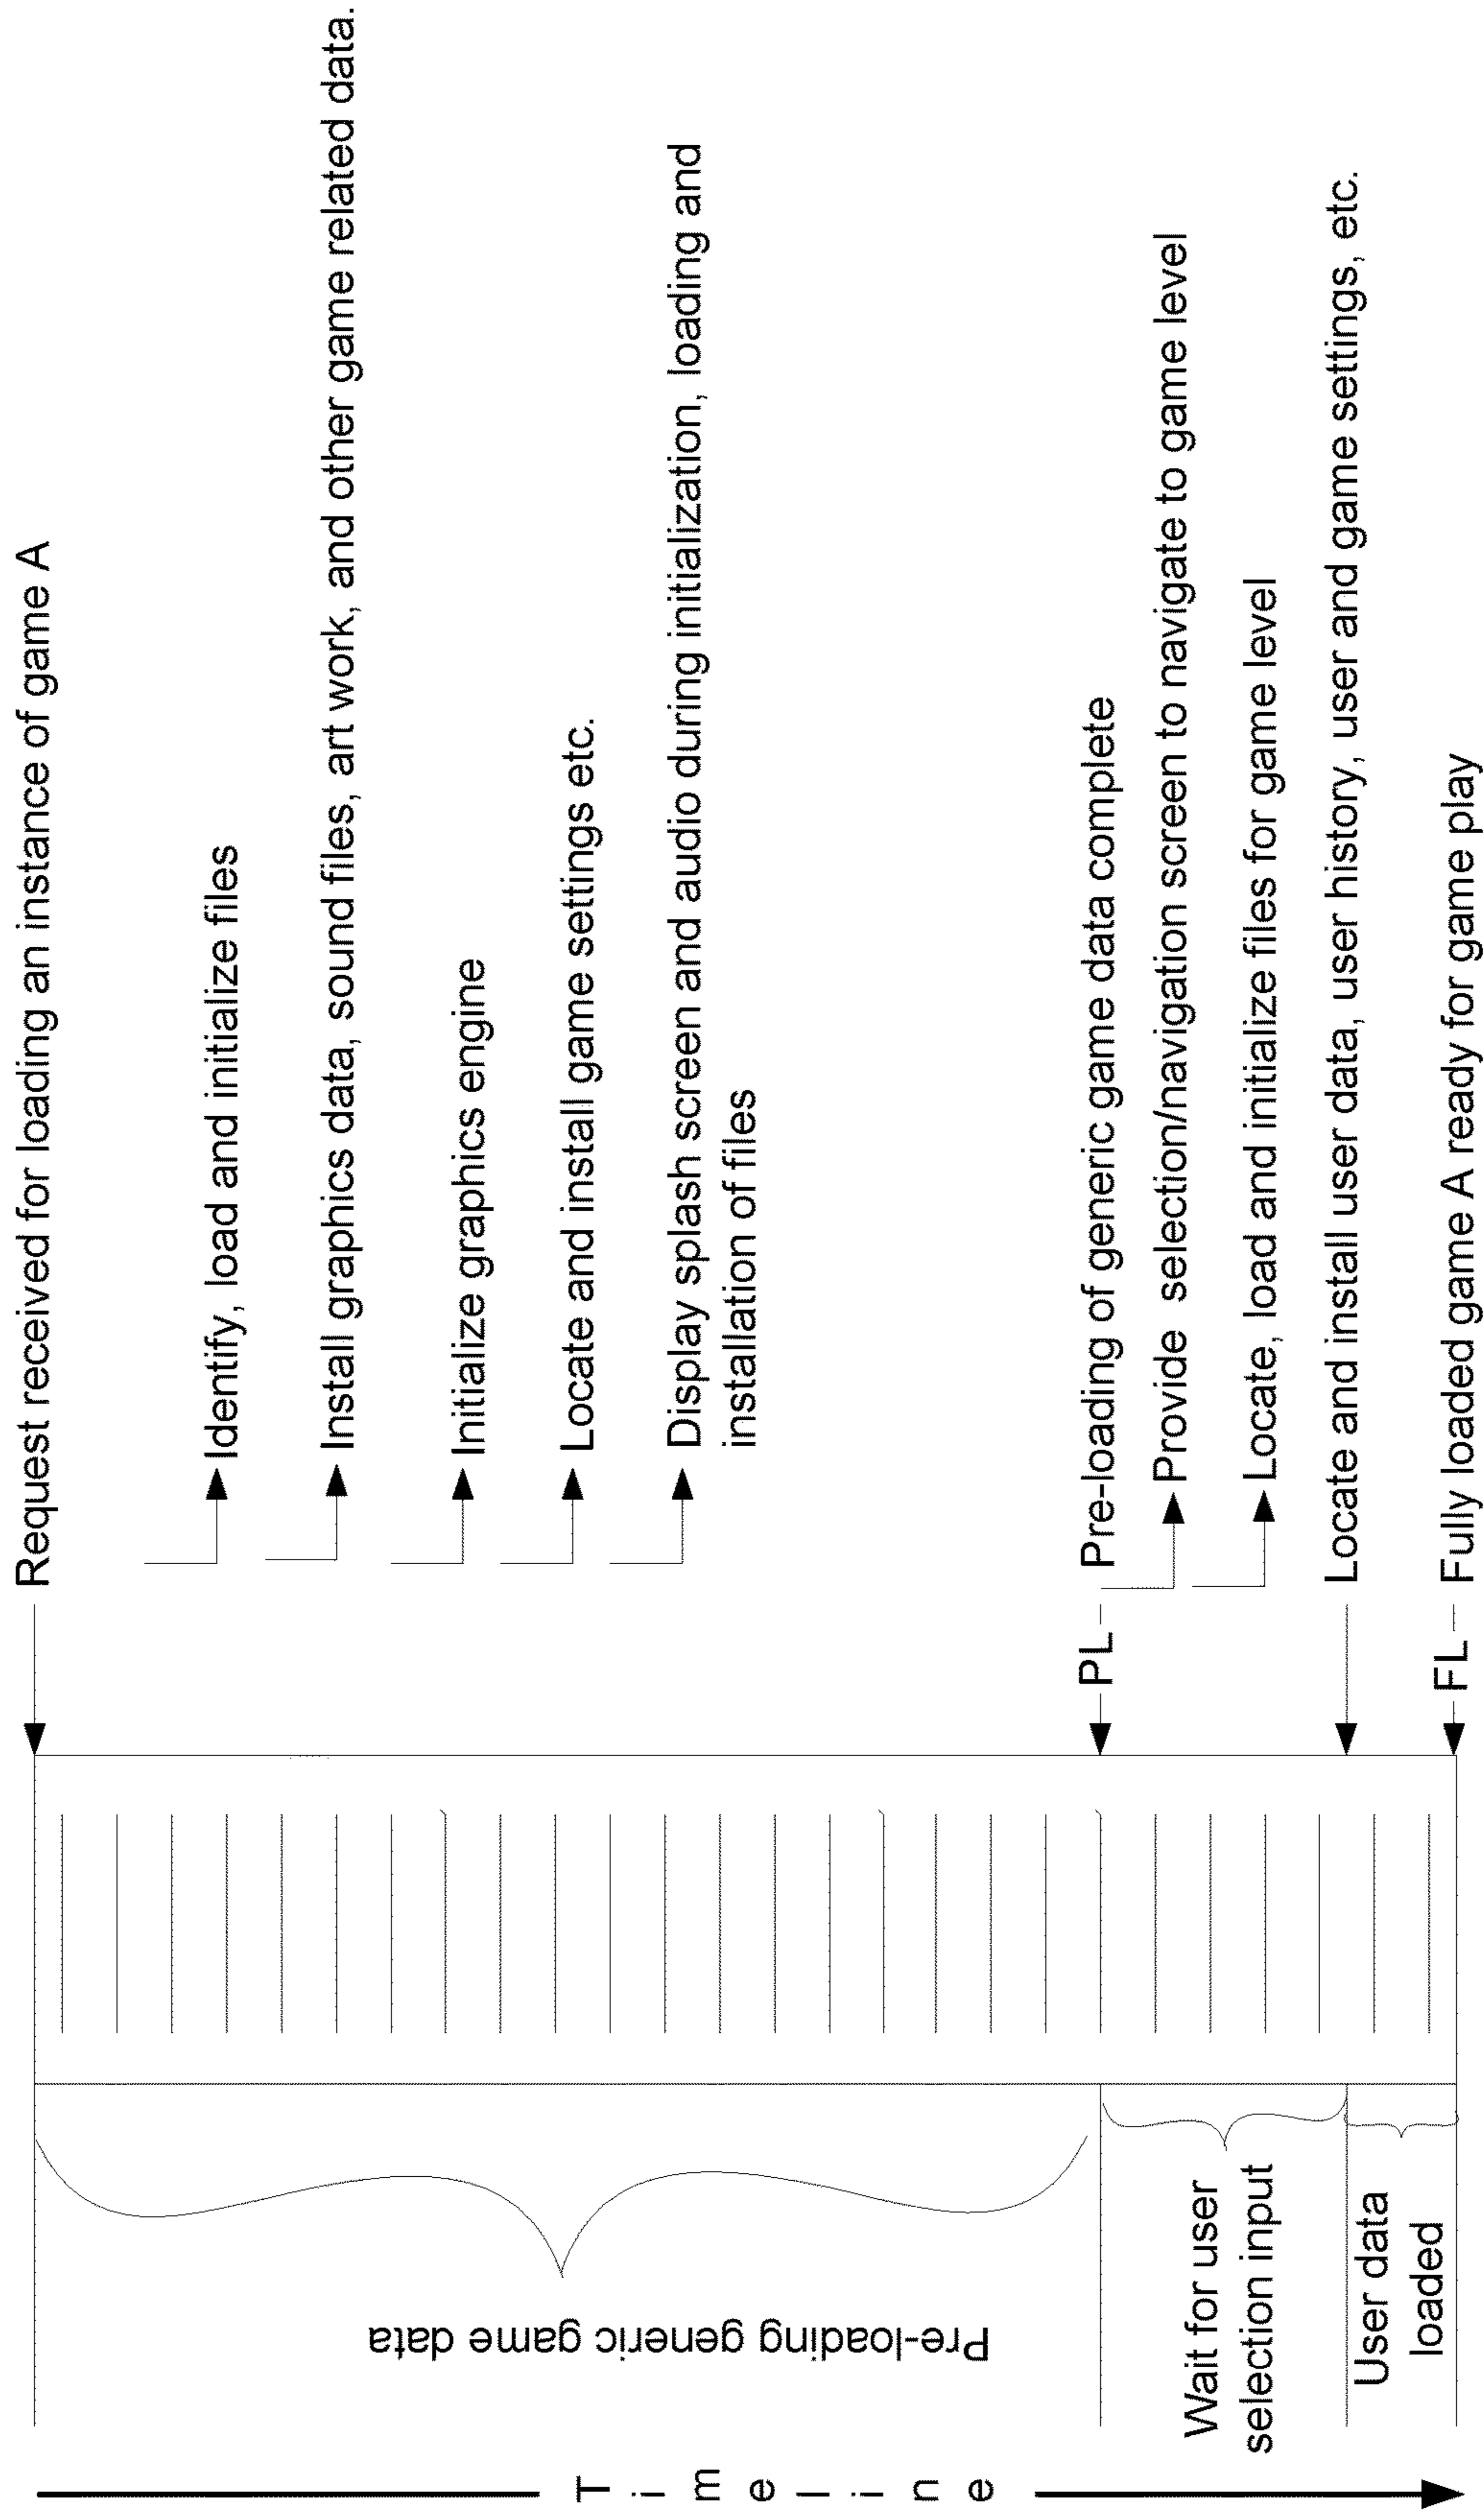 Request received for loading an instance of game A
Identify, load and initialize files
Install graphics data, sound files, art work, and other game related data.
Initialize graphics engine
Locate and install game settings etc.
Display splash screen and audio during initialization, loading and
installation of files
PL
Pre-loading of generic game data complete
Provide selection/navigation screen to navigate to game level
Locate, load and initialize files for game level
Locate and install user data, user history, user and game settings, etc.
FL
Fully loaded game A ready for game play
Pre-loading generic game data
Wait for user
selection input
User data
loaded
Timeline